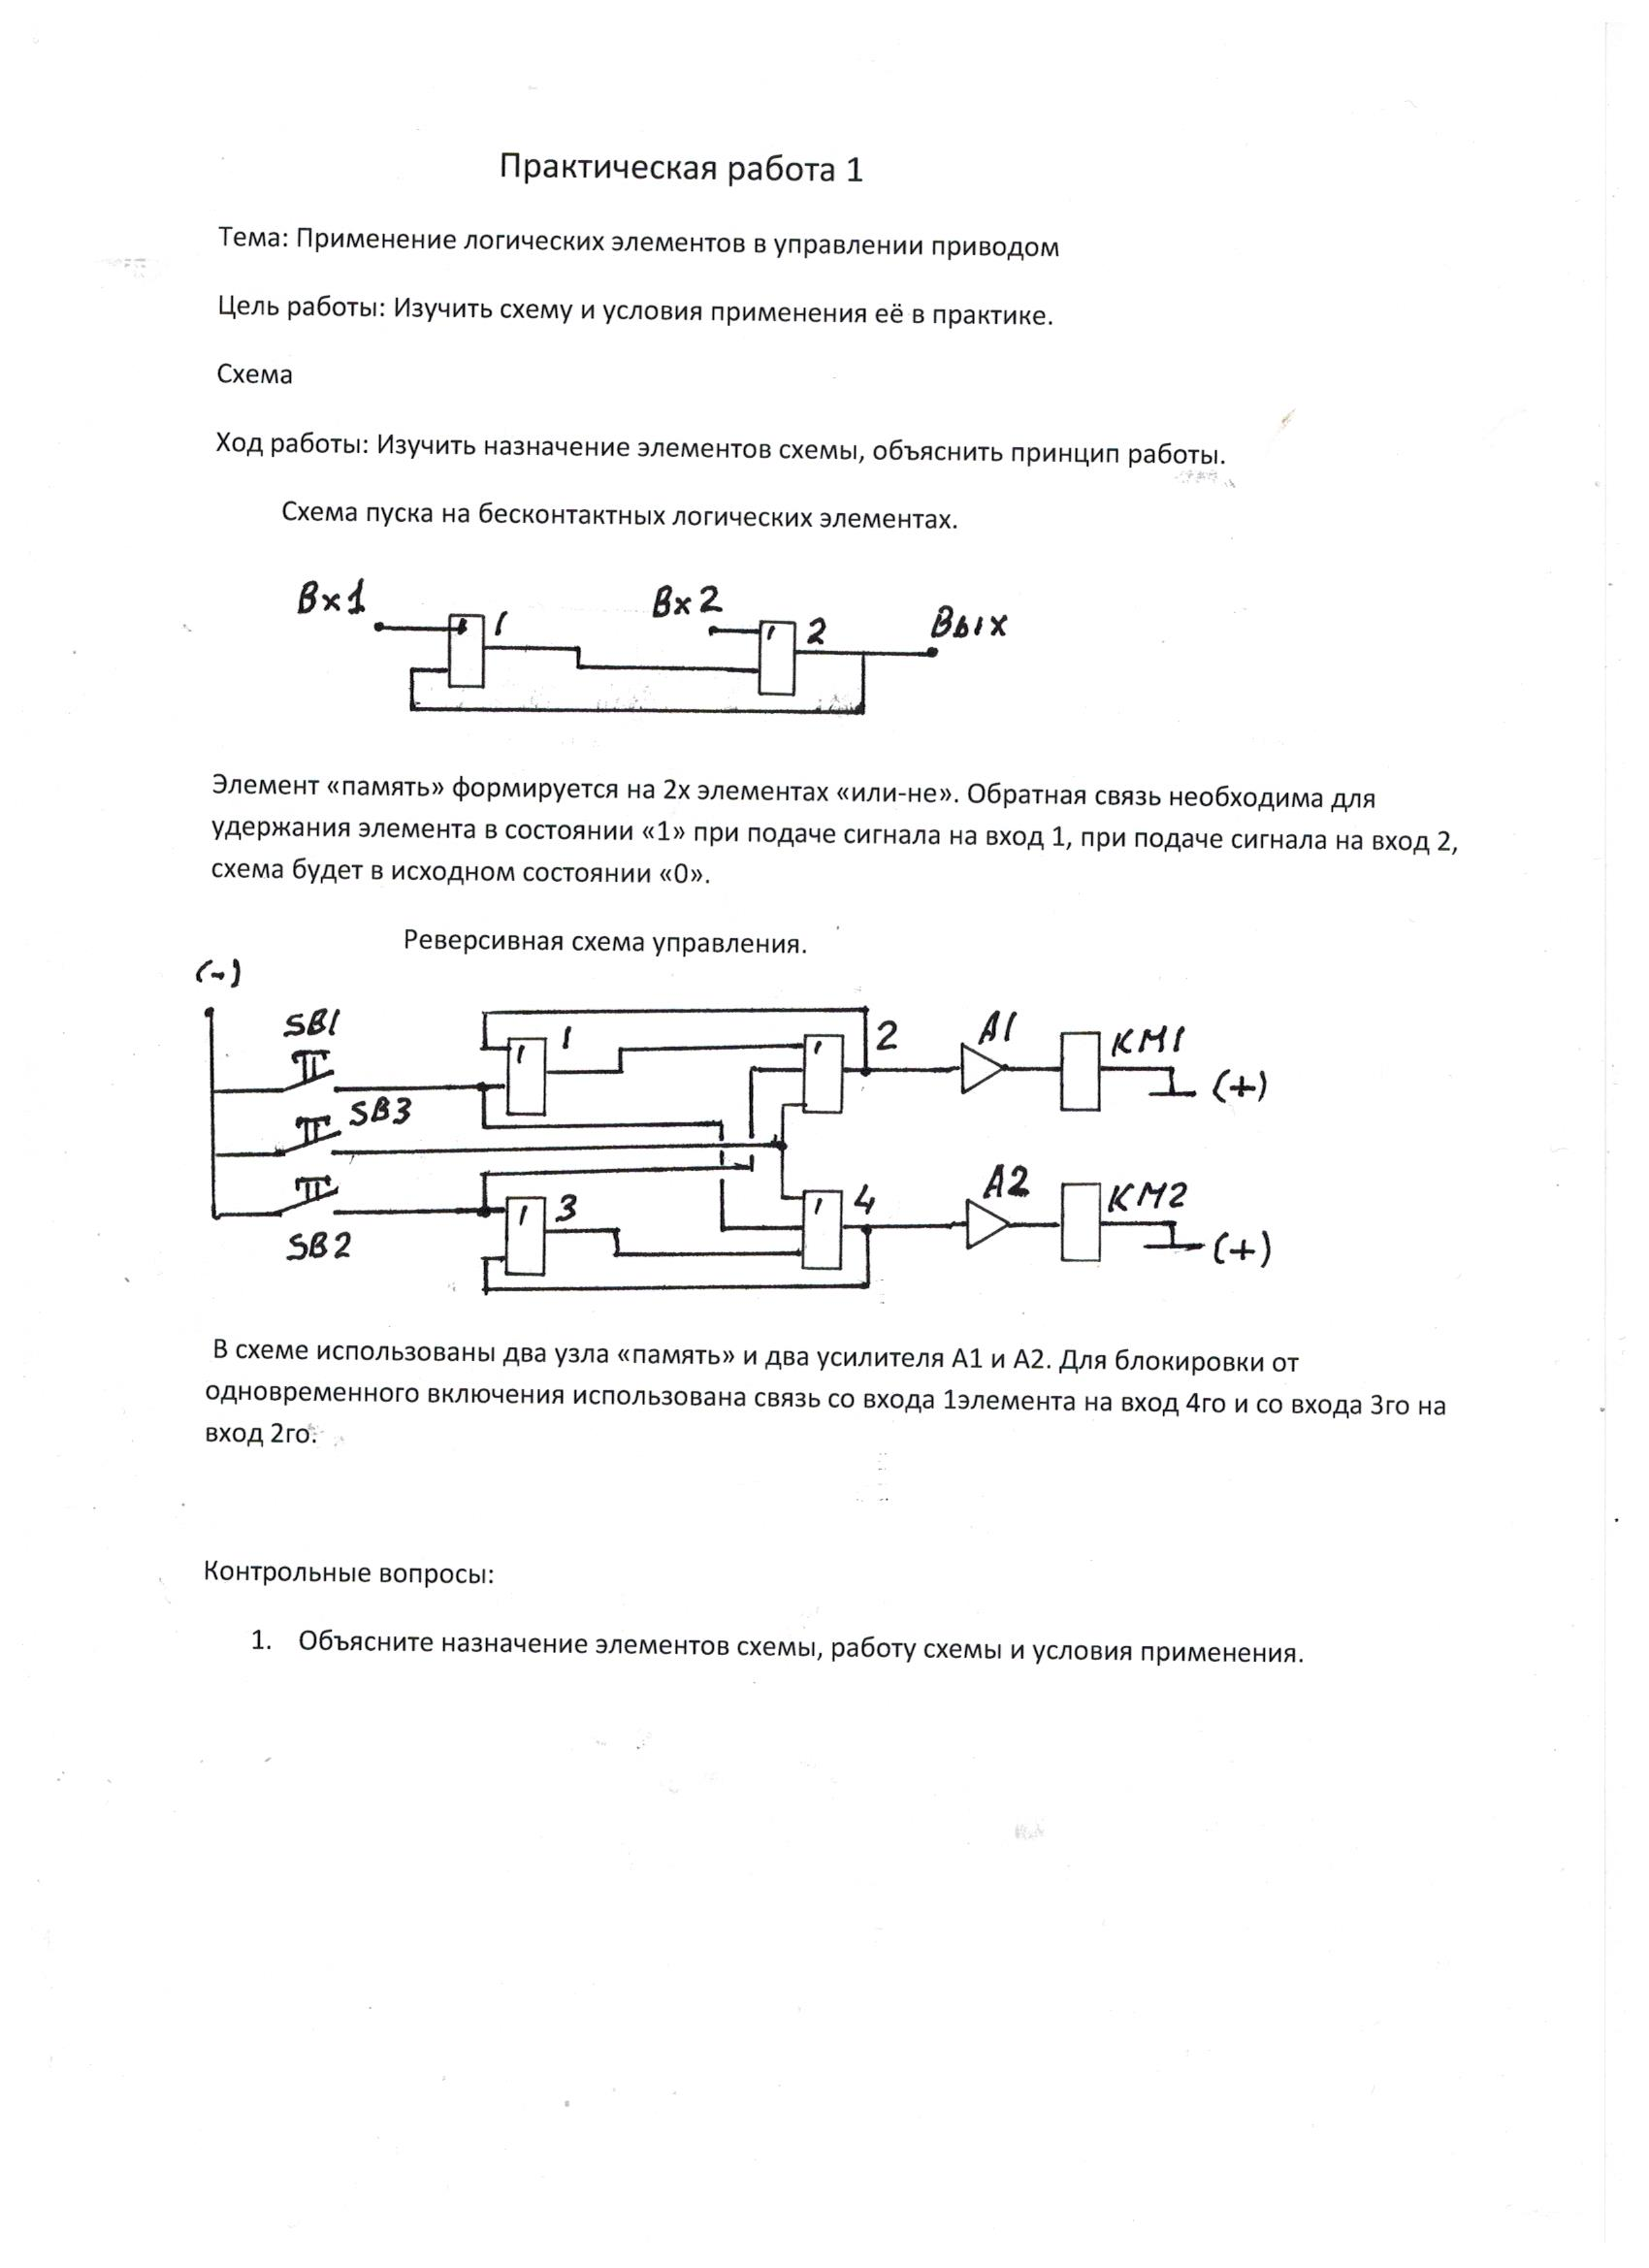 Практическая работа 1
Тема: Применение логических элементов в управлении приводом
Цель работы: Изучить схему и условия применения её в практике.
Схема
Ход работы: Изучить назначение элементов схемы, объяснить принцип работы.
Схема пуска на бесконтактных логических элементах.
Вх1 1 Вх2 2 Вых
Элемент «память» формируется на 2х элементах «или-не». Обратная связь необходима для
удержания элемента в состоянии «1» при подаче сигнала на вход 1, при подаче сигнала на вход 2,
схема будет в исходном состоянии «0».
Реверсивная схема управления.
(-)
SB1 1 1 1 2 A1 KM1
SB3 (+)
SB2 1 3 1 4 A2 KM2
(+)
В схеме использованы два узла «память» и два усилителя А1 и А2. Для блокировки от
одновременного включения использована связь со входа 1элемента на вход 4го и со входа 3го на
вход 2го.
Контрольные вопросы:
1. Объясните назначение элементов схемы, работу схемы и условия применения.